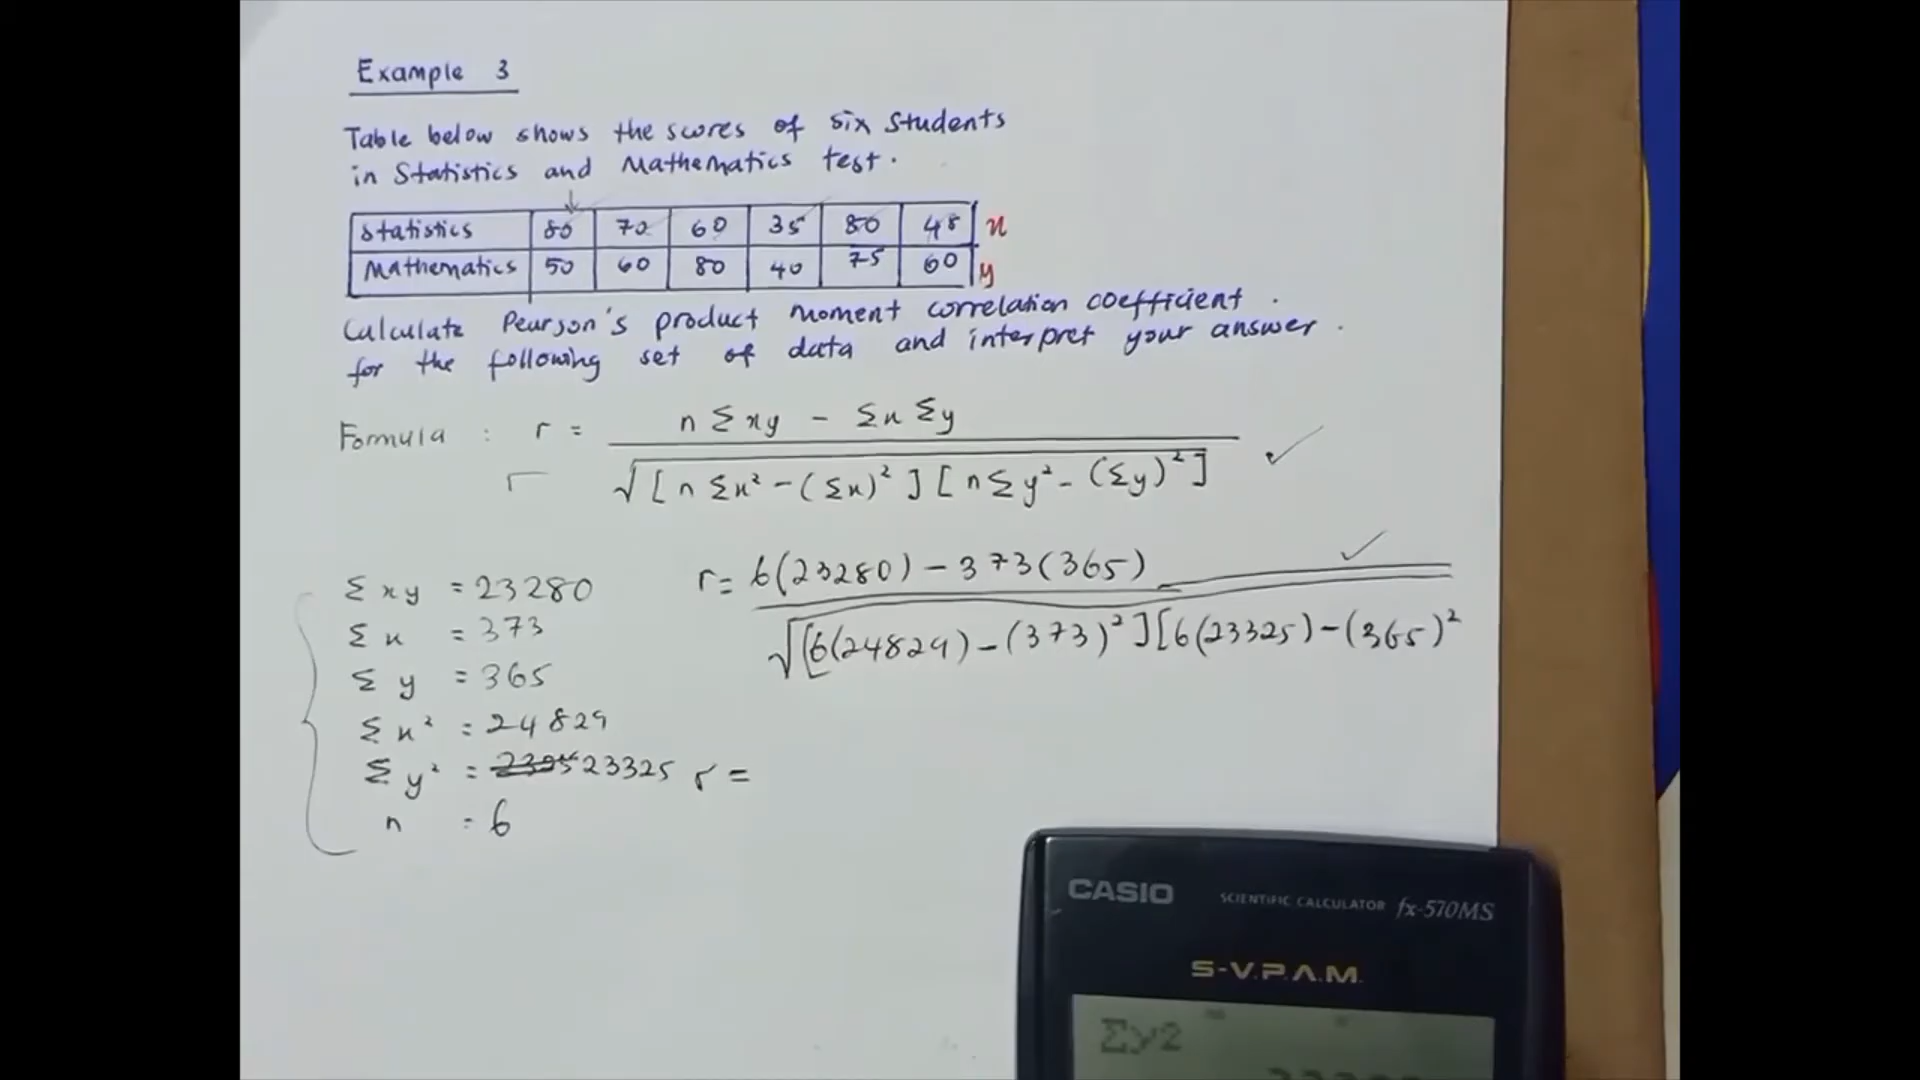 Example 3
Table below shows the scores of six students
in Statistics and Mathematics test.
Statistics 80 70 60 35 80 48 x
Mathematics 50 60 80 40 75 60 y
Calculate Pearson's product moment correlation coefficient.
for the following set of data and interpret your answer.
Formula : r = n Σxy - Σx Σy
√[n Σx² - (Σx)²][nΣy² - (Σy)²]
Σxy = 23280
Σx = 373
Σy = 365
Σx² = 24829
Σy² = 23325
n = 6
r = 6(23280) - 373(365)
√[6(24829) - (373)²][6(23325) - (365)²
r =
CASIO SCIENTIFIC CALCULATOR fx-570MS
S-V.P.A.M.
Σy2